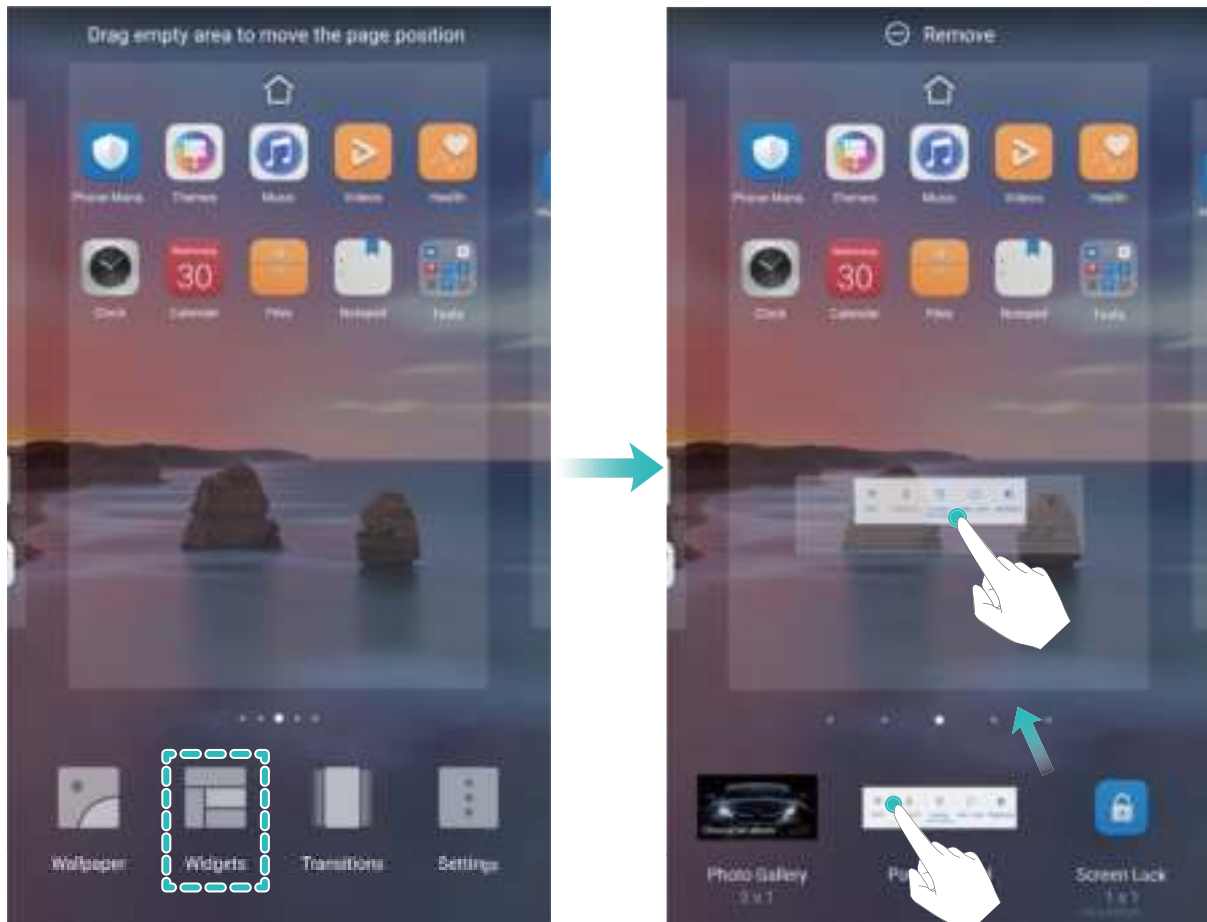 Drag empty area to move the page position
Phone Mana
Themes
Music
Videos
Health
30
Clock
Calendar
Files
Notepad
Tools
Wallpaper
Widgets
Transitions
Settings
Remove
Phone Mana
Themes
Music
Videos
Health
30
Clock
Calendar
Files
Notepad
Tools
Photo Gallery
Screen Lock
1 x 1